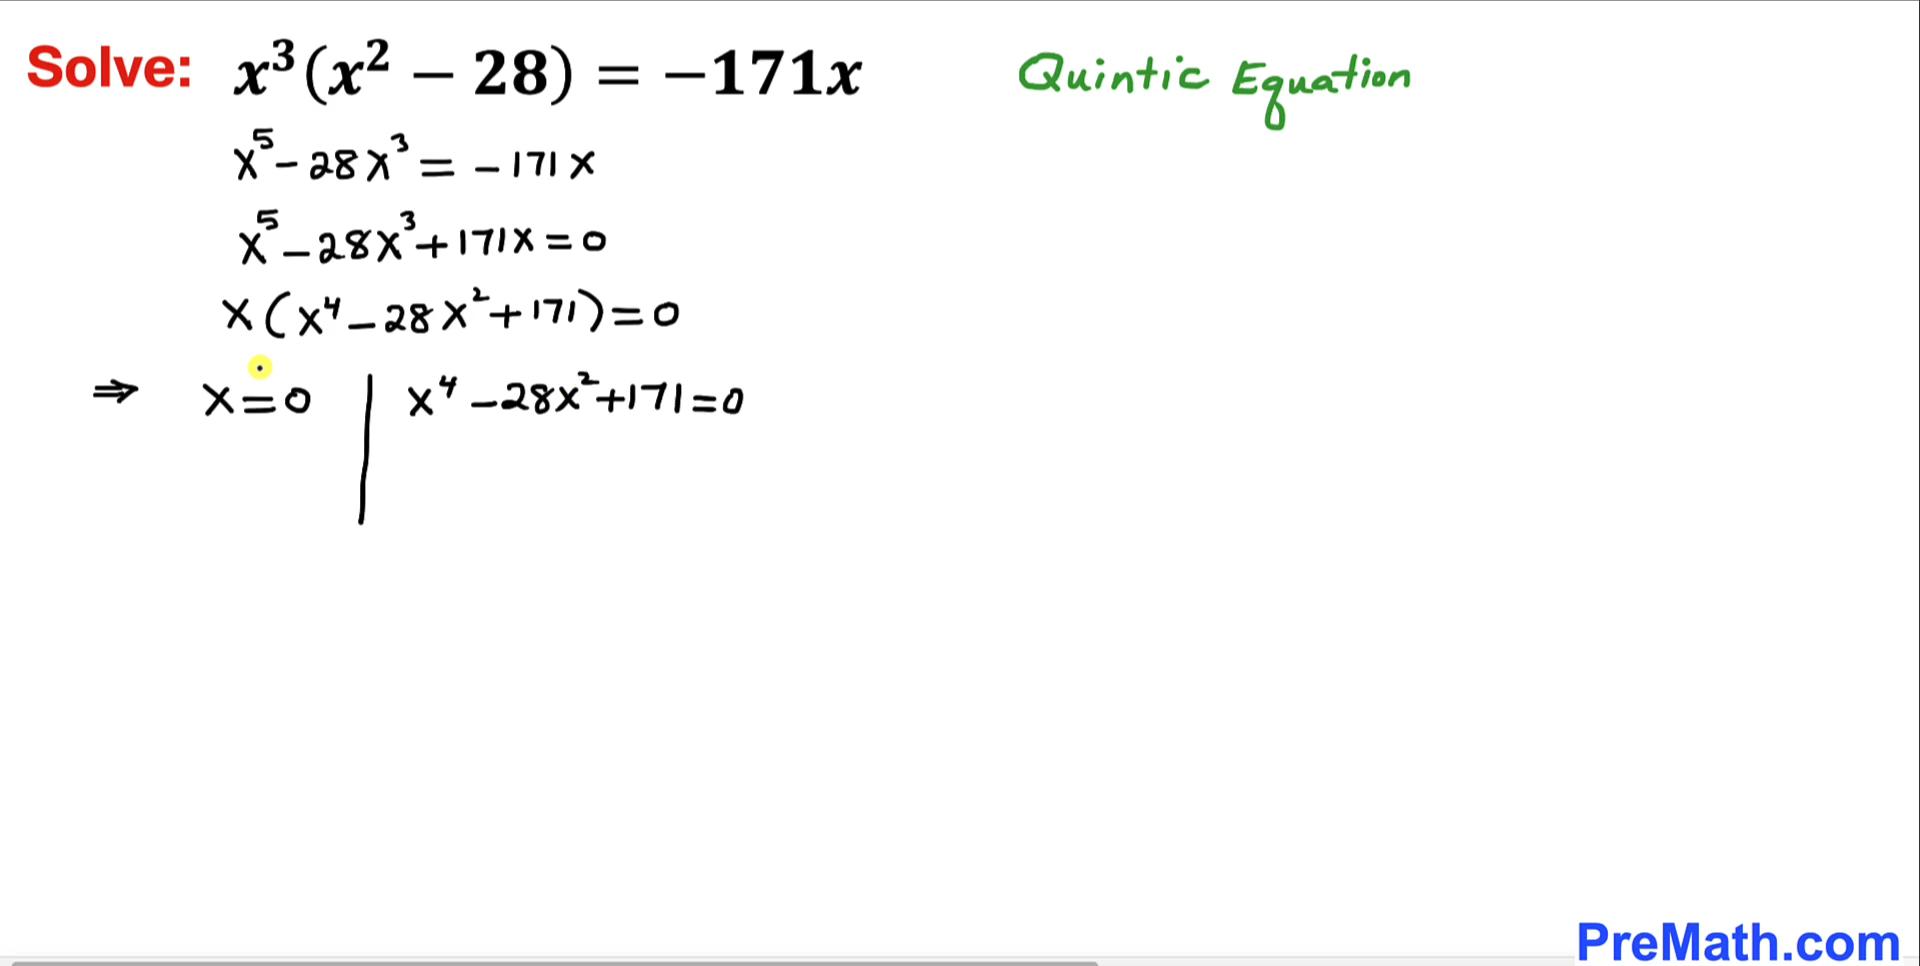 Solve: x³(x² − 28) = −171x
Quintic Equation
x⁵ − 28x³ = − 171x
x⁵ − 28x³ + 171x = 0
x(x⁴ − 28x² + 171) = 0
⇒ x = 0 | x⁴ − 28x² + 171 = 0
PreMath.com